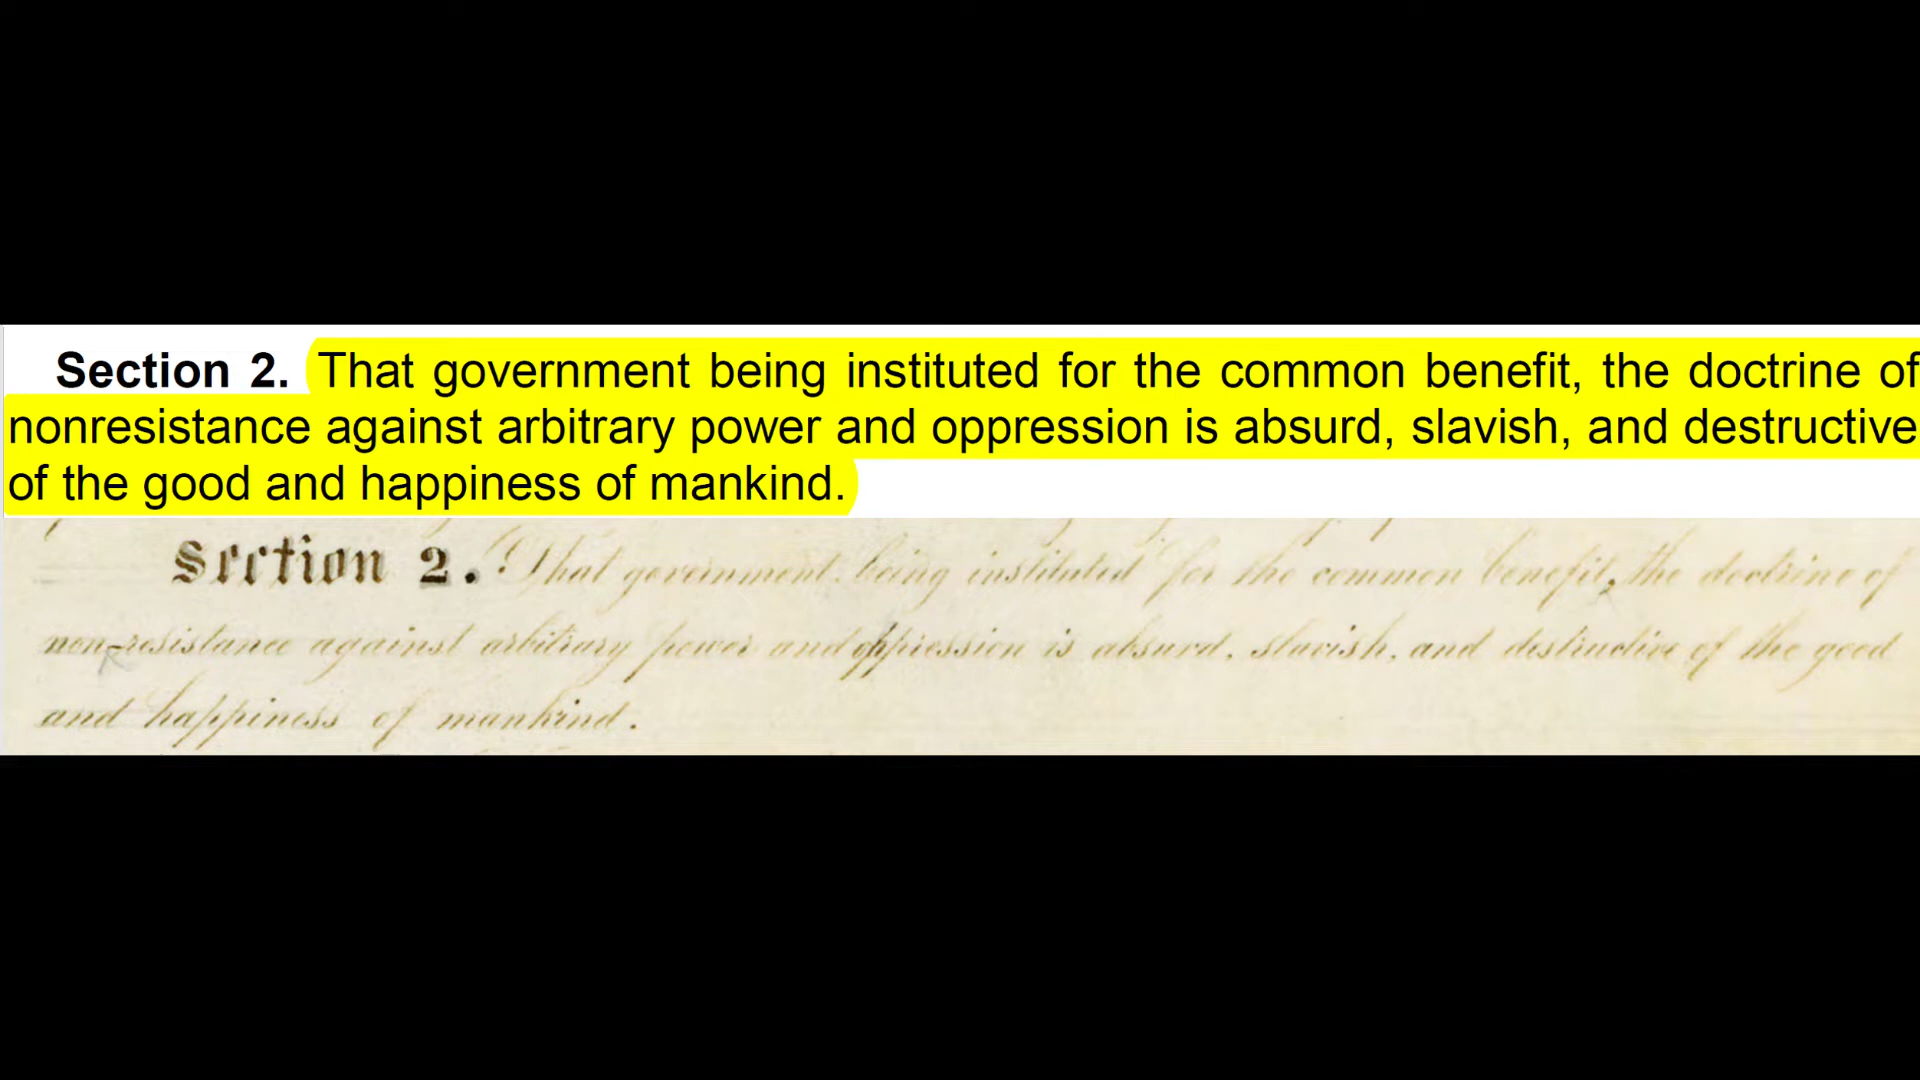 Section 2. That government being instituted for the common benefit, the doctrine of
nonresistance against arbitrary power and oppression is absurd, slavish, and destructive
of the good and happiness of mankind.
Section 2. That government being instituted for the common benefit, the doctrine of
non-resistance against arbitrary power and oppression is absurd, slavish, and destructive of the good
and happiness of mankind.